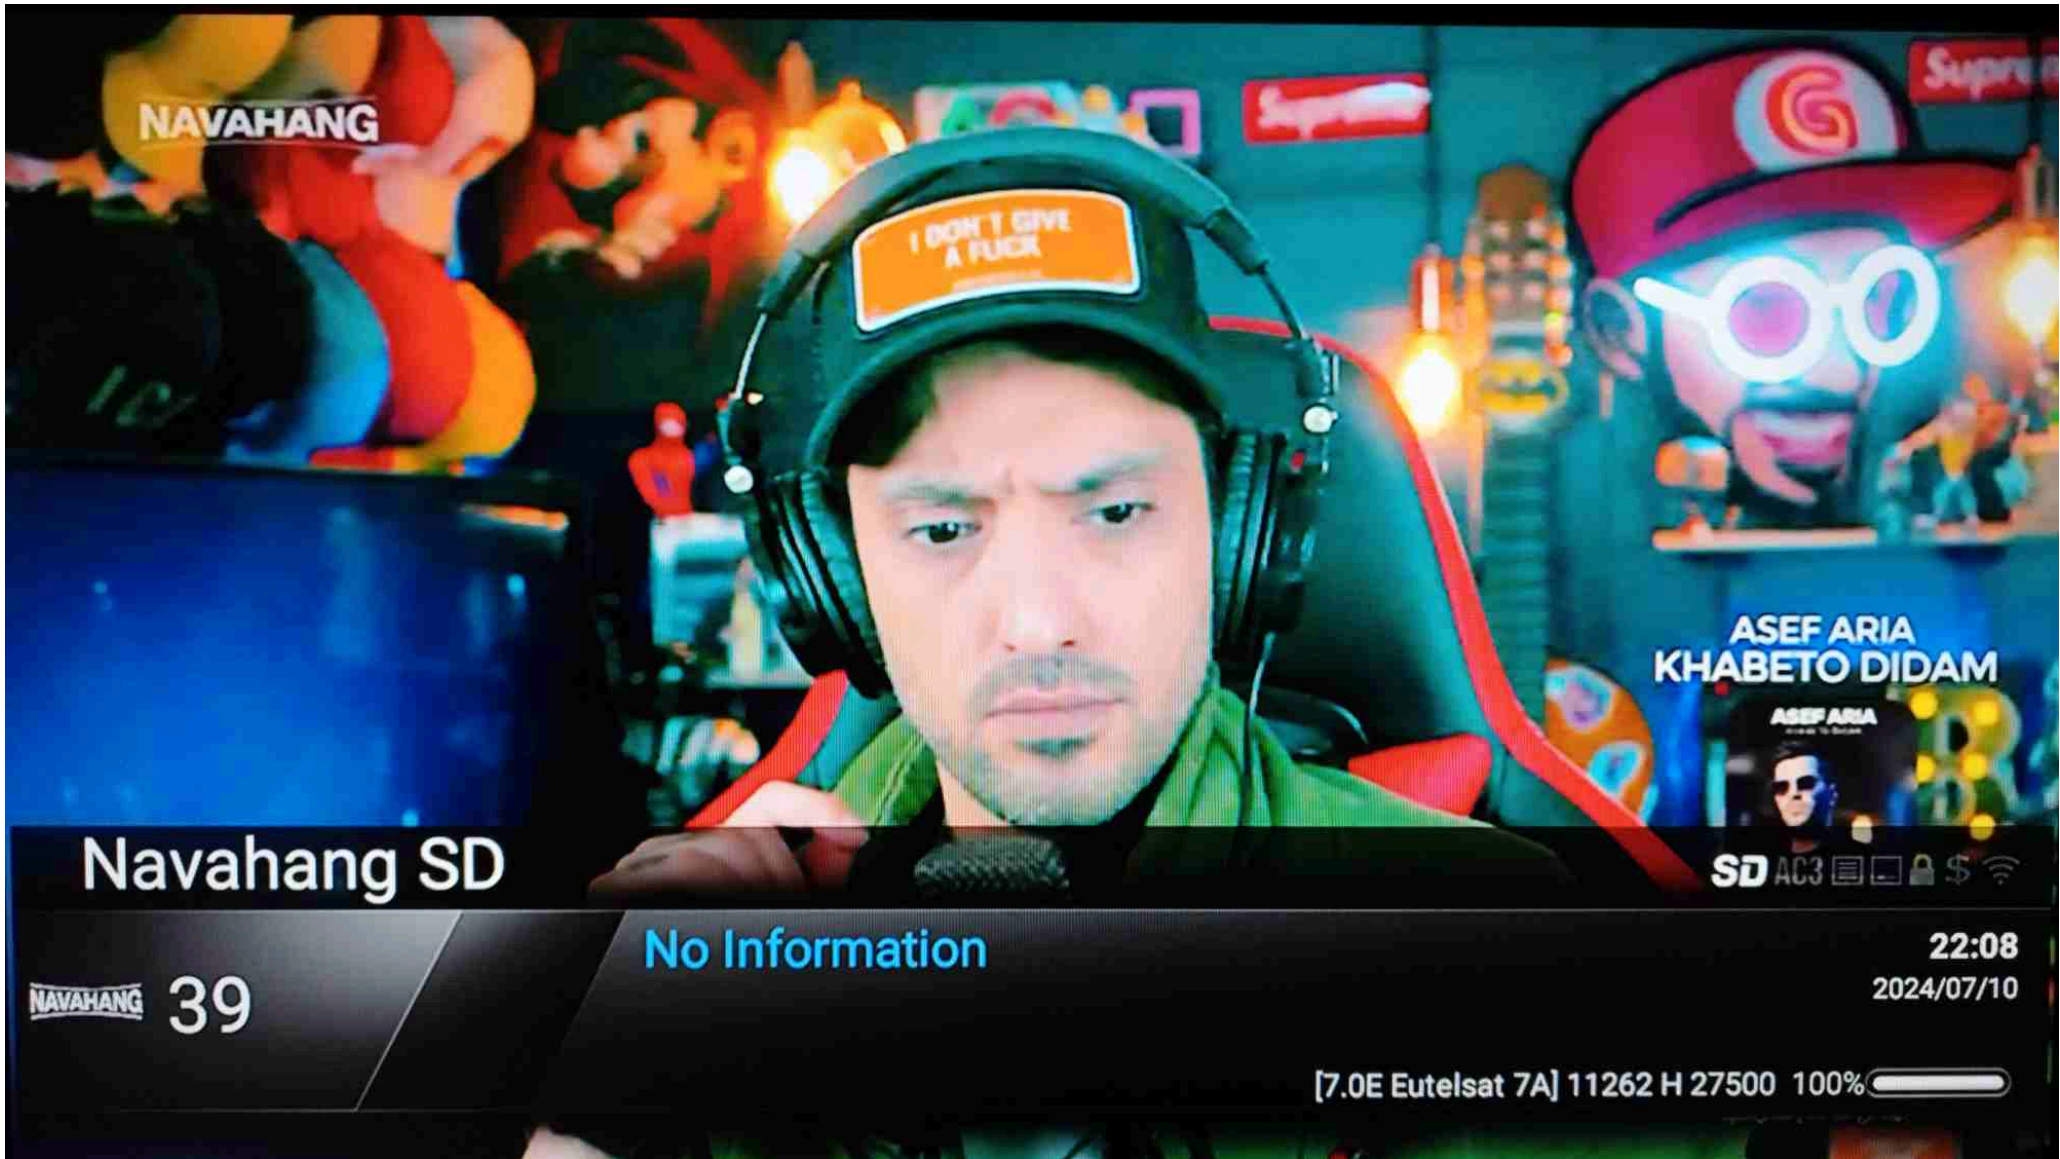 NAVAHANG
Supreme
Supre
G
I DON'T GIVE
A FUCK
ASEF ARIA
KHABETO DIDAM
ASEF ARIA
Navahang SD
SD AC3 $
No Information
22:08
2024/07/10
NAVAHANG 39
[7.0E Eutelsat 7A] 11262 H 27500 100%